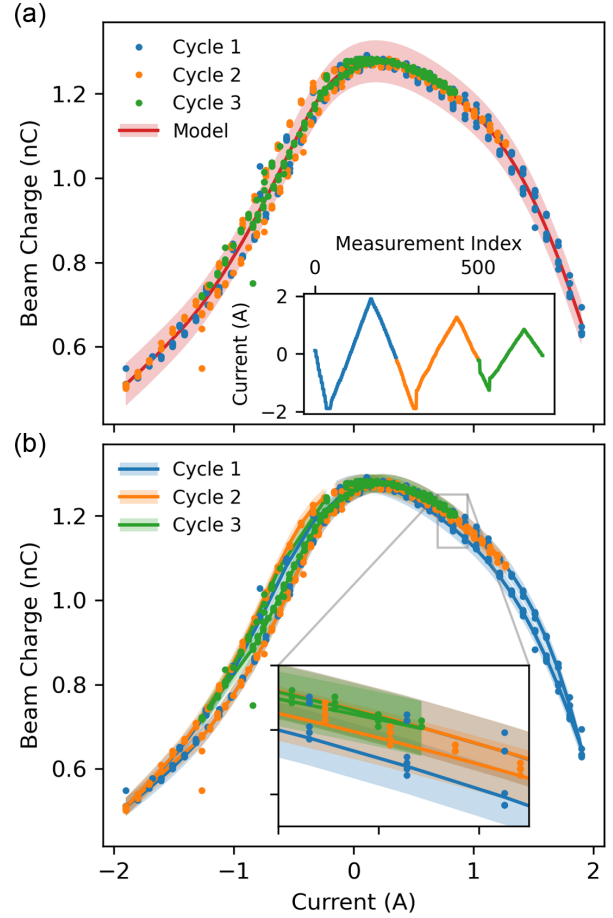 (a)
Cycle 1
Cycle 2
Cycle 3
Model
Beam Charge (nC)
1.2
1.0
0.8
0.6
Measurement Index
0 500
Current (A)
2
0
−2
(b)
Cycle 1
Cycle 2
Cycle 3
Beam Charge (nC)
1.2
1.0
0.8
0.6
−2 −1 0 1 2
Current (A)